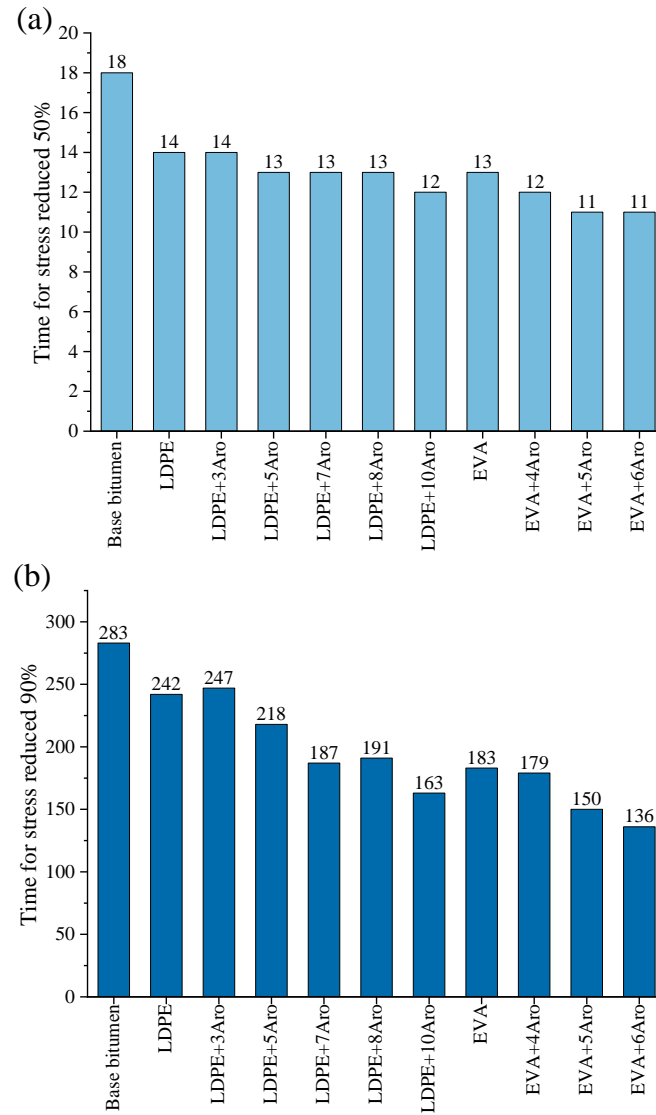 (a)
Time for stress reduced 50%
20
18
16
14
12
10
8
6
4
2
0
18
14
14
13
13
13
12
13
12
11
11
Base bitumen
LDPE
LDPE+3Aro
LDPE+5Aro
LDPE+7Aro
LDPE+8Aro
LDPE+10Aro
EVA
EVA+4Aro
EVA+5Aro
EVA+6Aro
(b)
Time for stress reduced 90%
300
250
200
150
100
50
0
283
242
247
218
187
191
163
183
179
150
136
Base bitumen
LDPE
LDPE+3Aro
LDPE+5Aro
LDPE+7Aro
LDPE+8Aro
LDPE+10Aro
EVA
EVA+4Aro
EVA+5Aro
EVA+6Aro